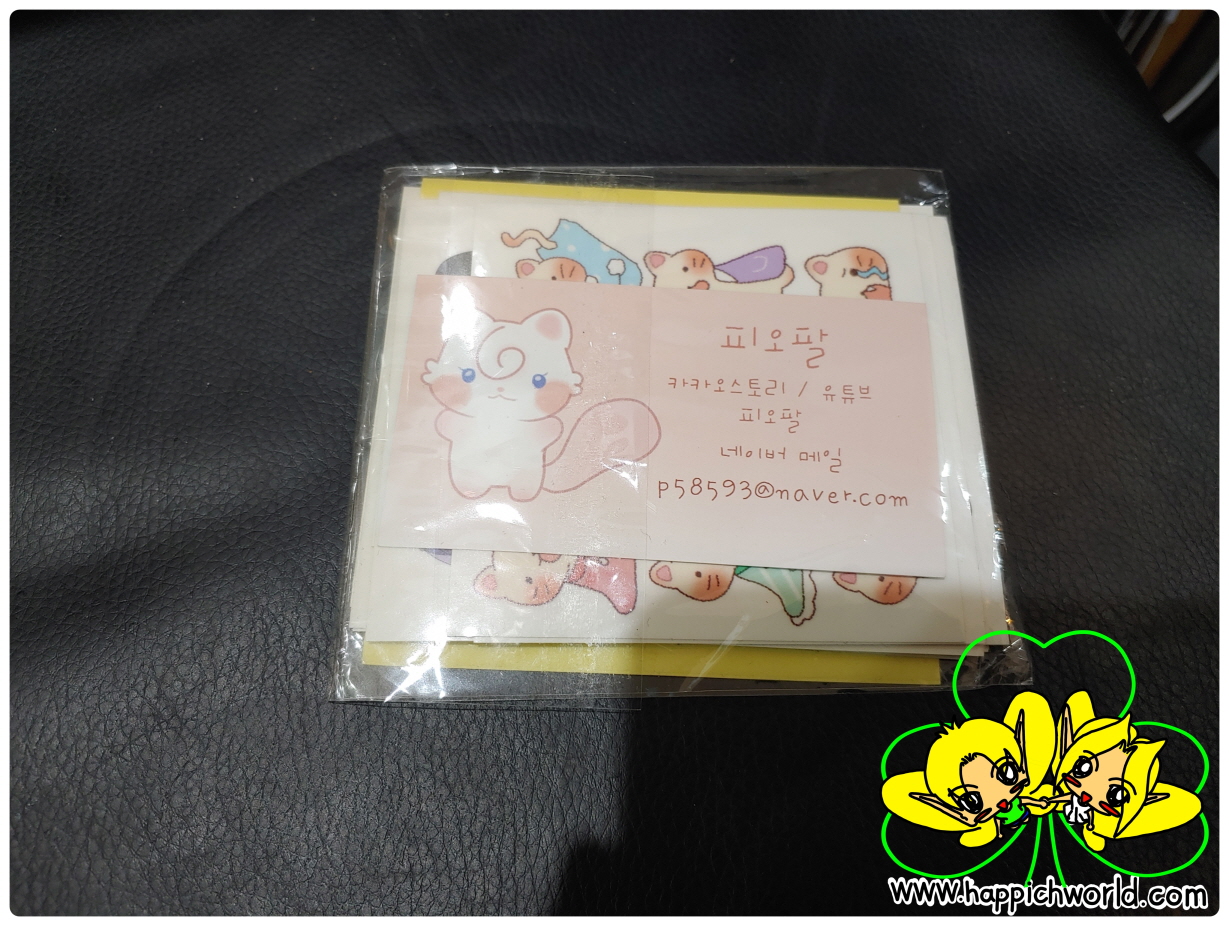 피오팔
카카오스토리 / 유튜브
피오팔
네이버 메일
p58593@naver.com
www.happichworld.com